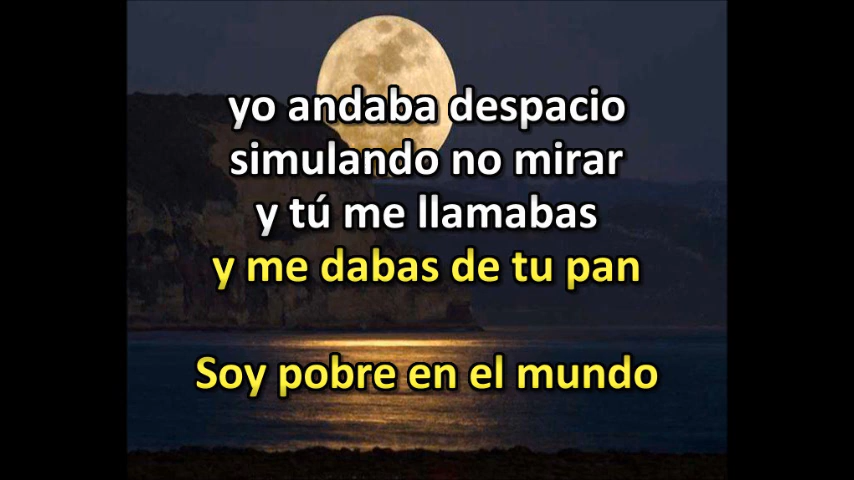 yo andaba despacio
simulando no mirar
y tú me llamabas
y me dabas de tu pan
Soy pobre en el mundo